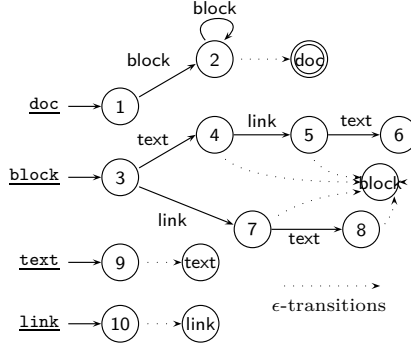 block
block 2 doc
doc 1
text 4 link 5 text 6
block 3 block
link 7 text 8
text 9 text
ϵ-transitions
link 10 link